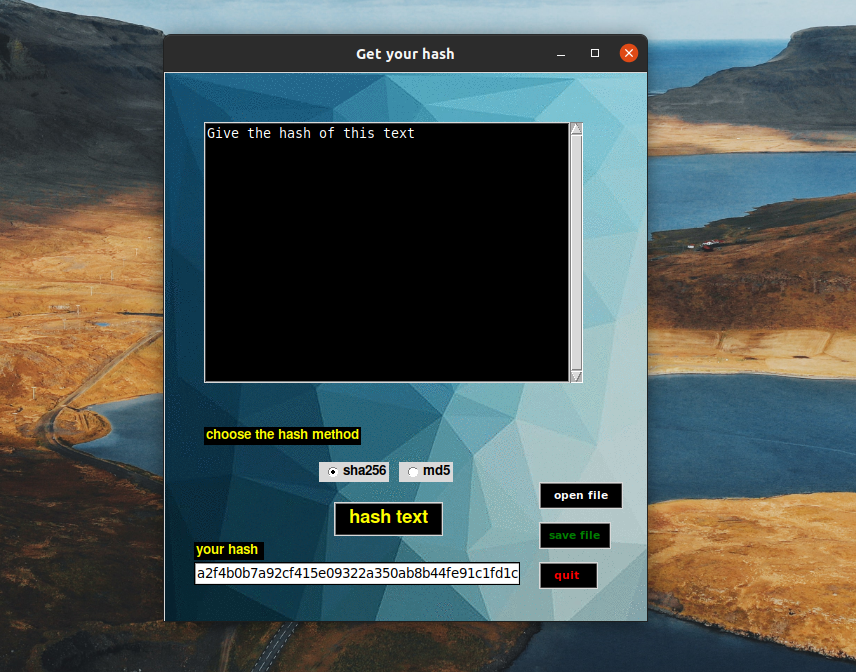 Get your hash
Give the hash of this text
choose the hash method
sha256 md5
hash text
open file
save file
your hash
a2f4b0b7a92cf415e09322a350ab8b44fe91c1fd1c
quit